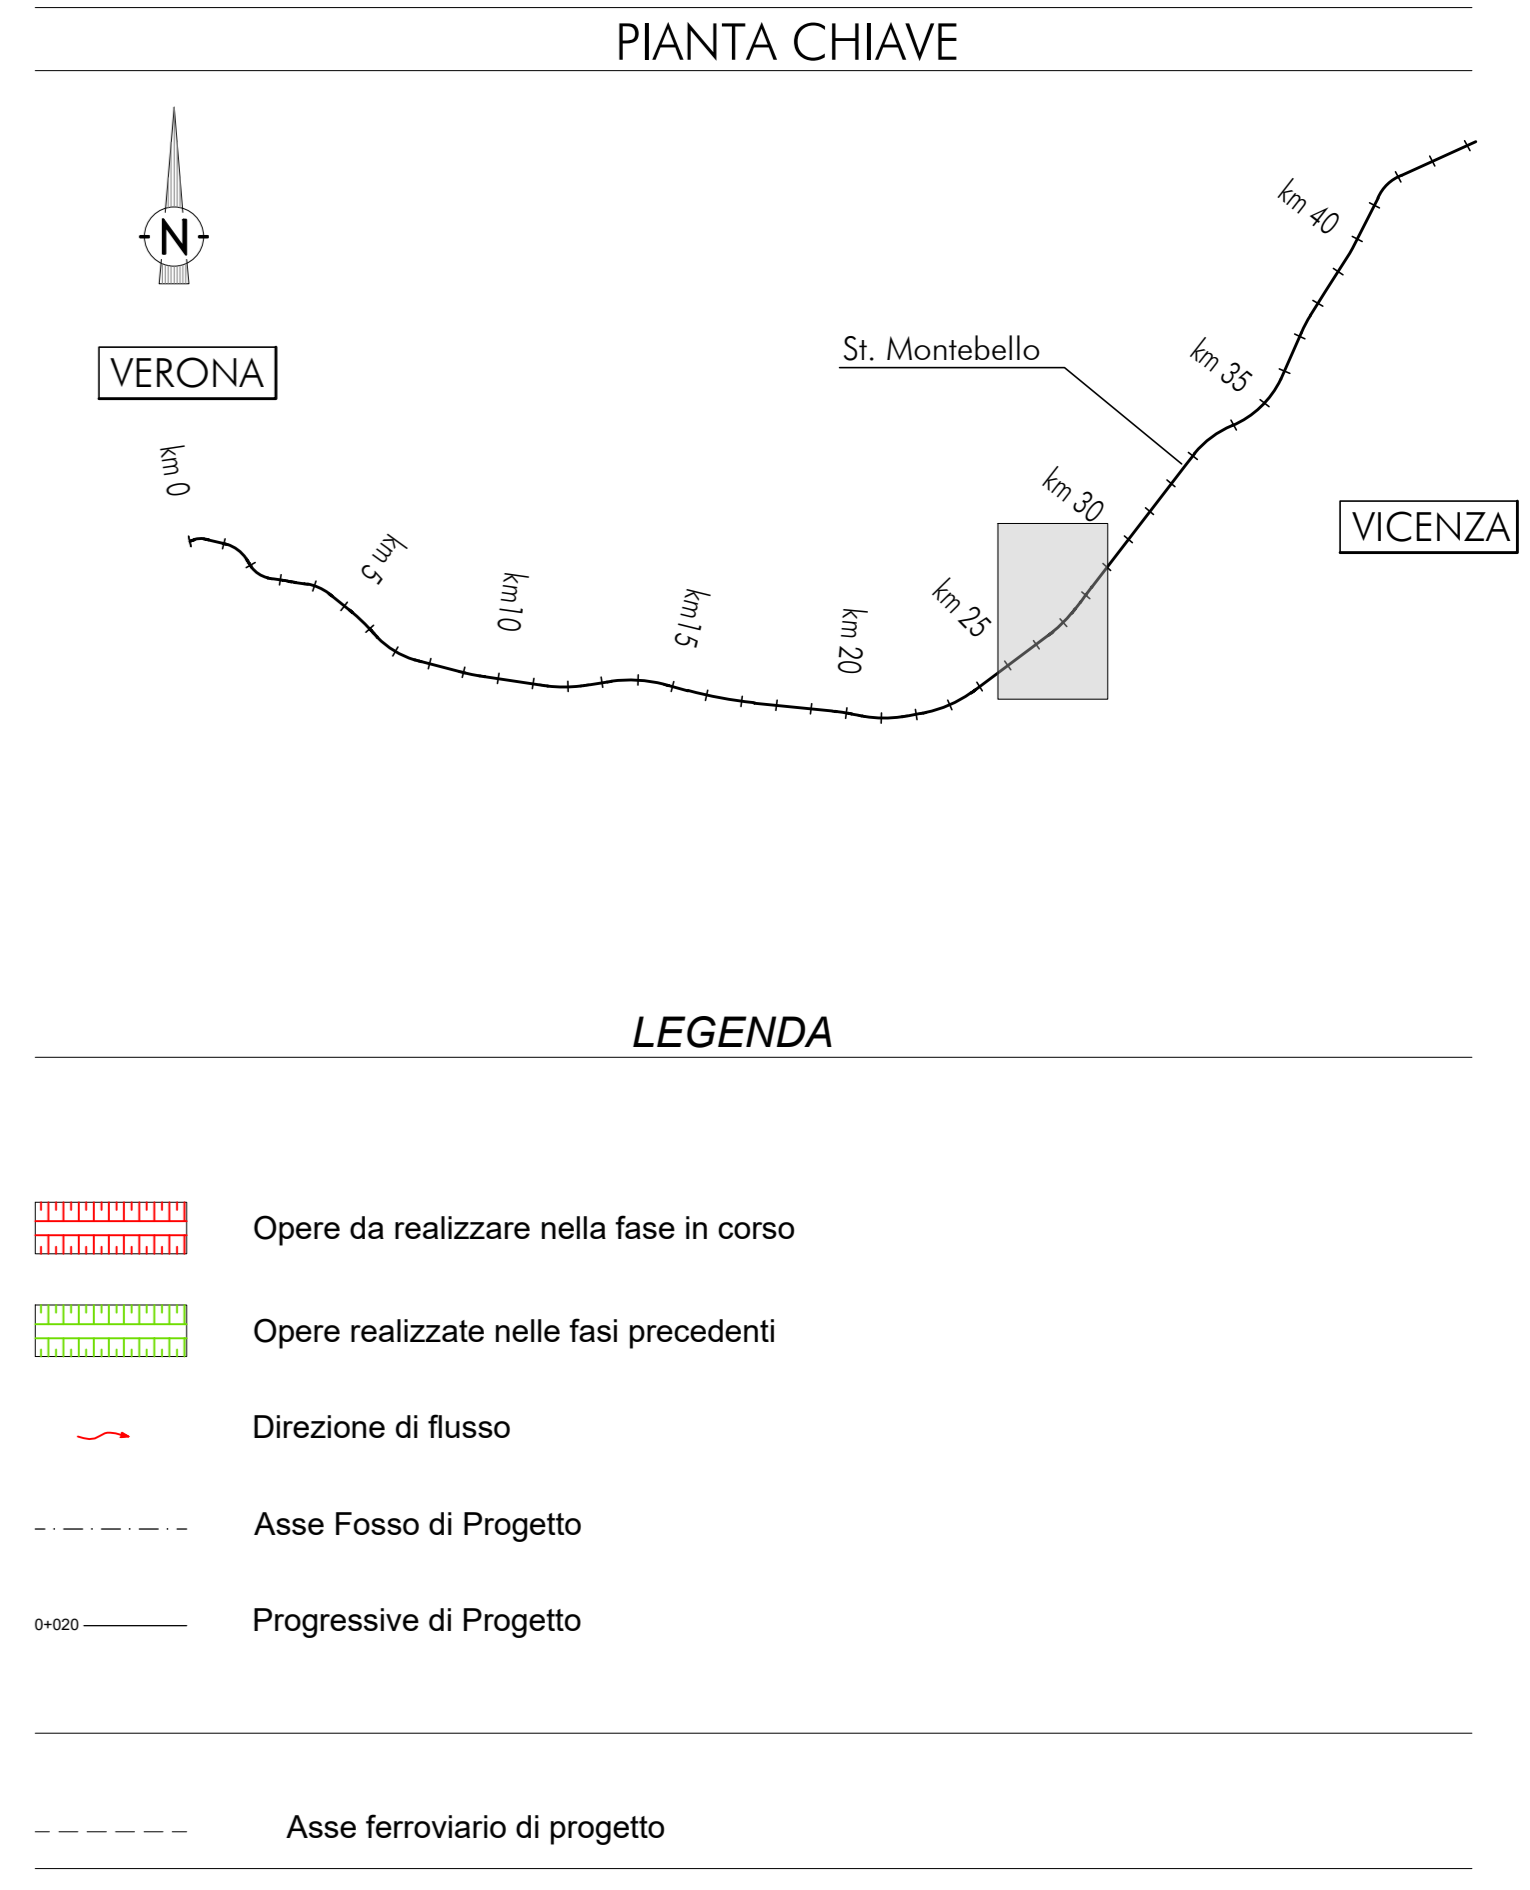 PIANTA CHIAVE
N
km 40
VERONA
St. Montebello
km 35
km 0
km 30
VICENZA
km 5
km10
km15
km 20
km 25
LEGENDA
Opere da realizzare nella fase in corso
Opere realizzate nelle fasi precedenti
Direzione di flusso
Asse Fosso di Progetto
0+020 Progressive di Progetto
Asse ferroviario di progetto